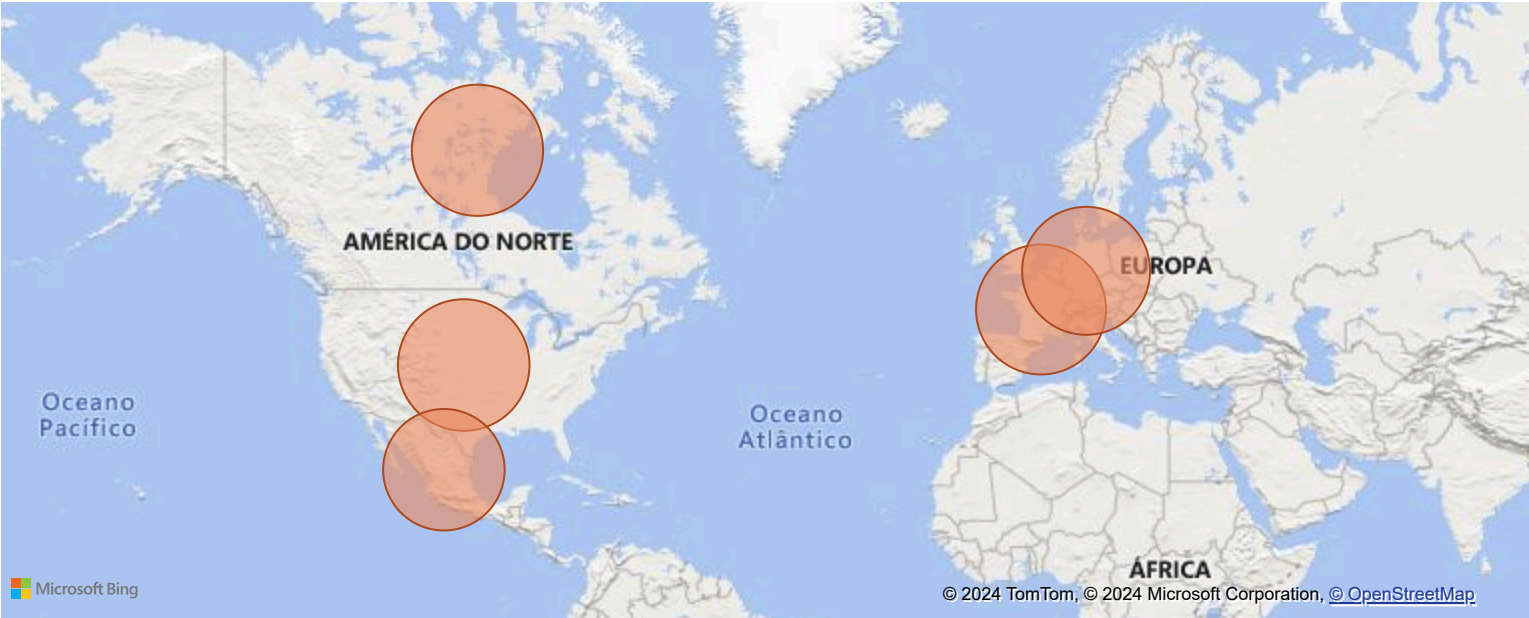 AMÉRICA DO NORTE
EUROPA
Oceano
Pacífico
Oceano
Atlântico
ÁFRICA
Microsoft Bing
© 2024 TomTom, © 2024 Microsoft Corporation, © OpenStreetMap